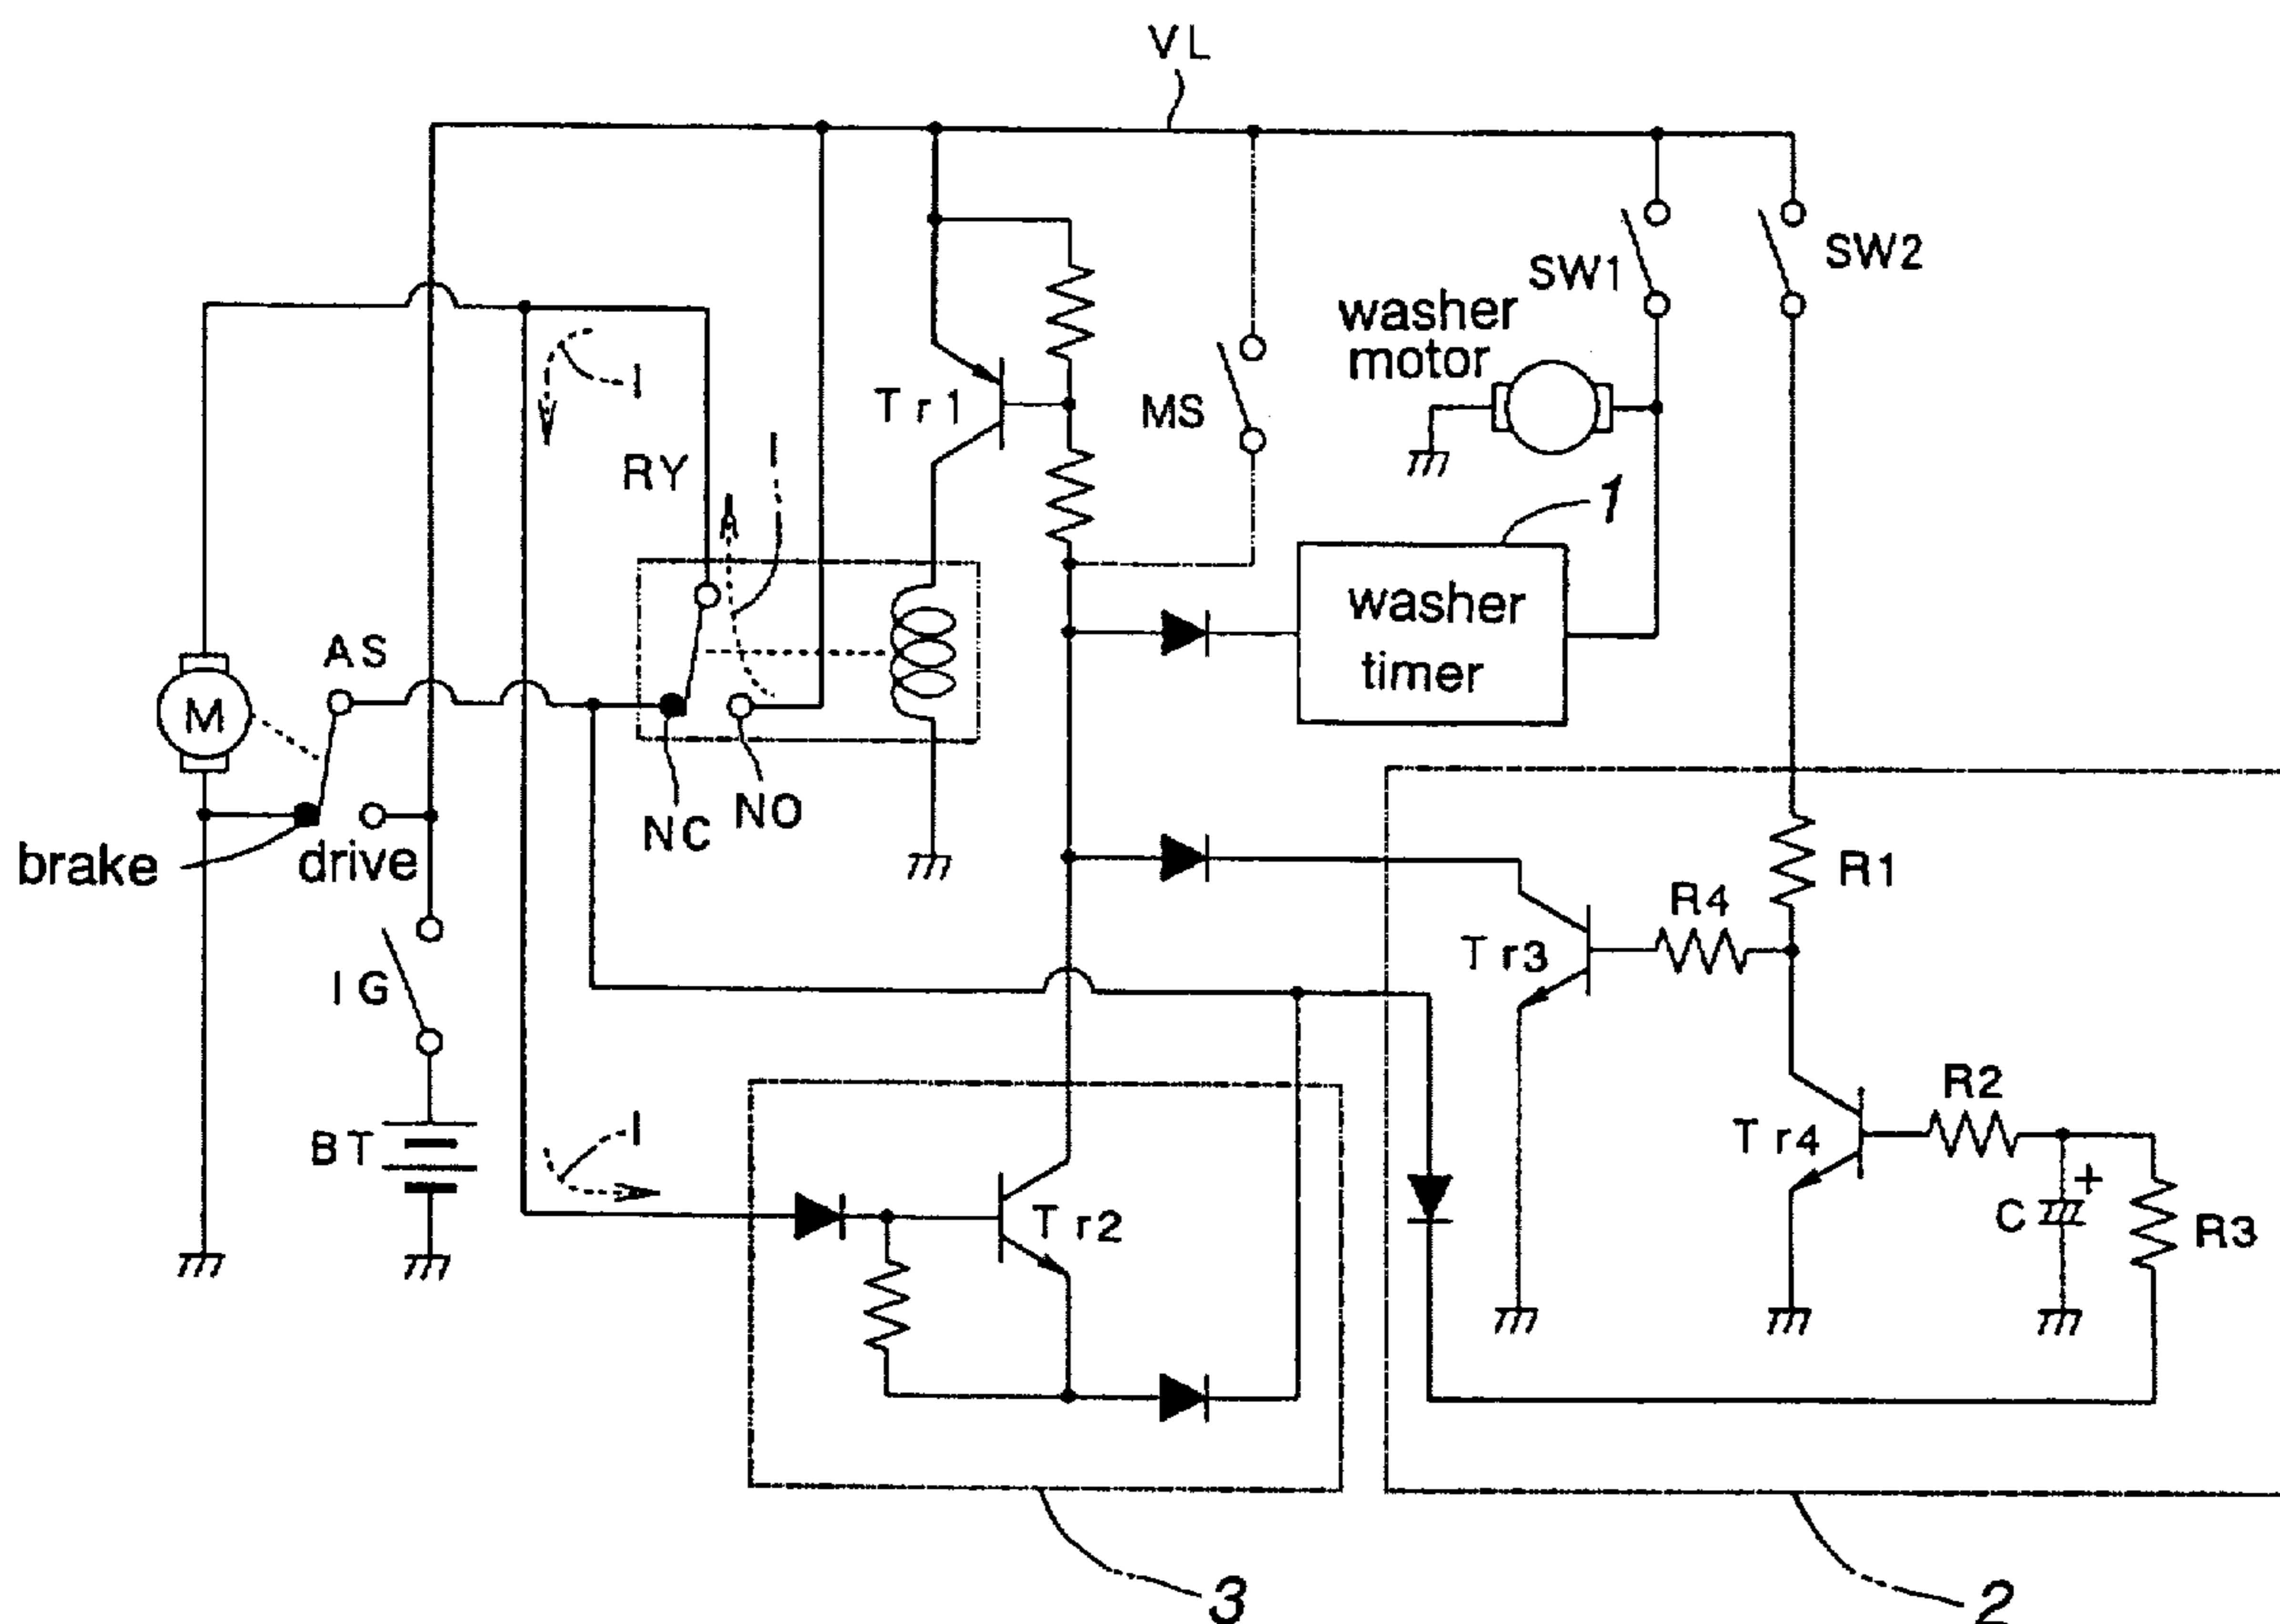 VL
SW1
SW2
washer
motor
Tr1
MS
I
I
RY
1
washer
timer
AS
M
NC
NO
brake
drive
R1
R4
Tr3
IG
R2
BT
I
Tr4
+
Tr2
C
R3
3
2